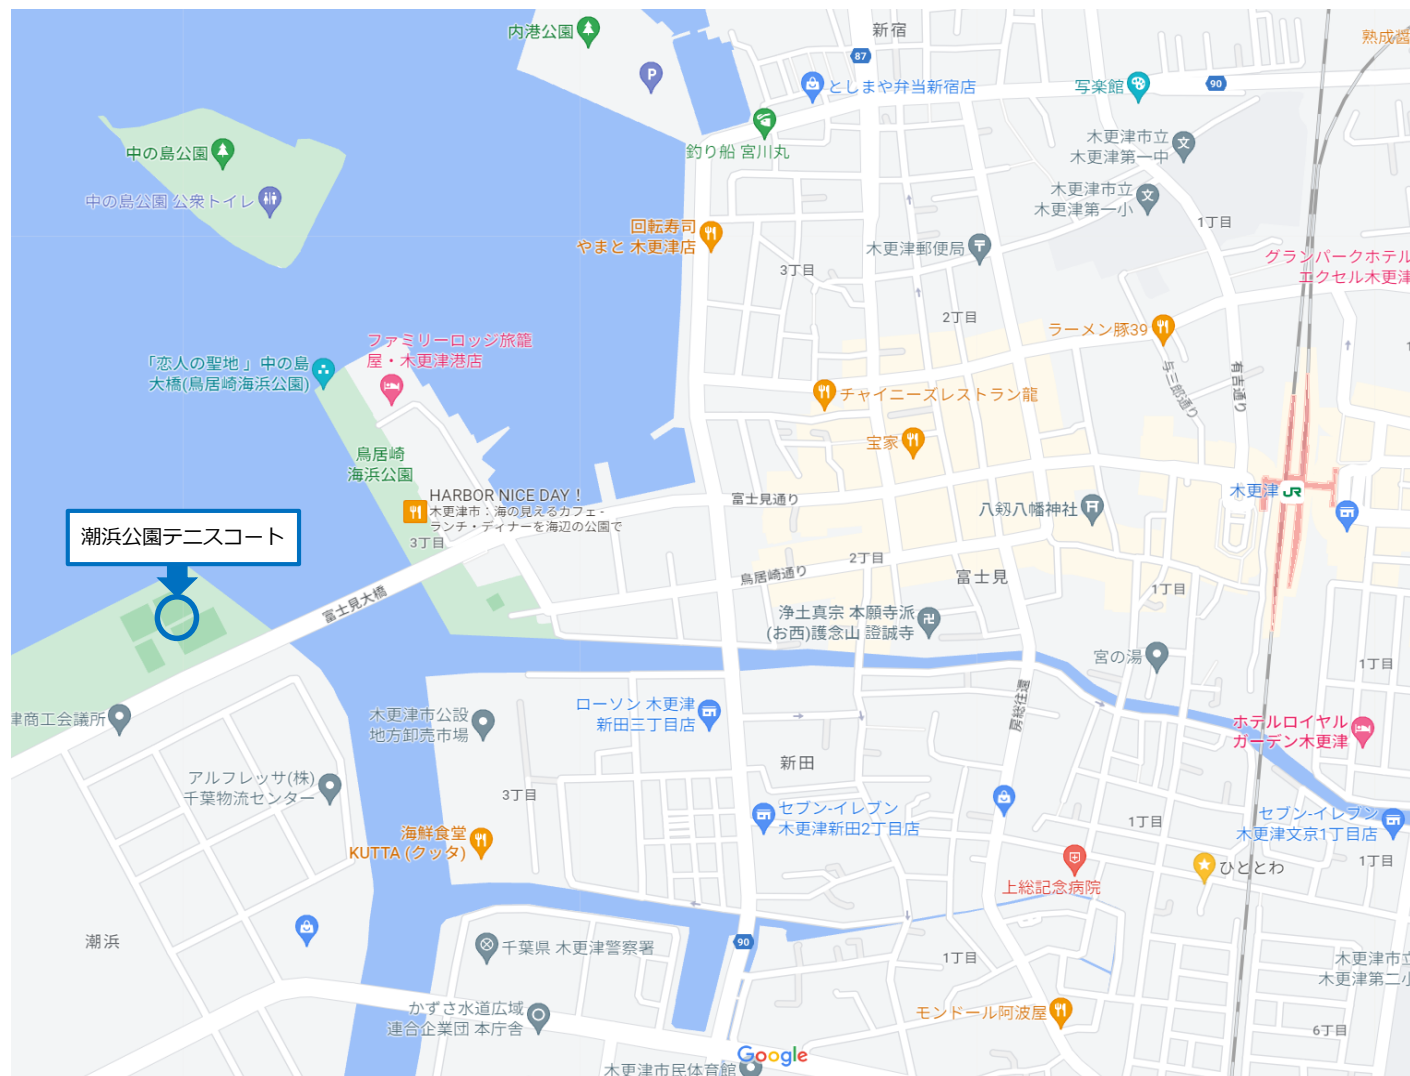 内港公園
新宿
熟成醤
87
P
としまや弁当新宿店
写楽館
90
釣り船 宮川丸
木更津市立
木更津第一中
中の島公園
中の島公園 公衆トイレ
木更津市立
木更津第一小
1丁目
回転寿司
やまと 木更津店
木更津郵便局
3丁目
グランパークホテル
エクセル木更津
2丁目
ラーメン豚39
ファミリーロッジ旅籠
屋・木更津港店
「恋人の聖地 」中の島
大橋(鳥居崎海浜公園)
与三郎通り
有吉通り
チャイニーズレストラン龍
宝家
鳥居崎
海浜公園
HARBOR NICE DAY！
木更津市：海の見えるカフェ -
ランチ・ディナーを海辺の公園で
3丁目
富士見通り
八剱八幡神社
木更津
JR
潮浜公園テニスコート
富士見大橋
鳥居崎通り
2丁目
富士見
1丁目
浄土真宗 本願寺派
(お西)護念山 證誠寺
宮の湯
1丁目
津商工会議所
木更津市公設
地方卸売市場
ローソン 木更津
新田三丁目店
房総往還
ホテルロイヤル
ガーデン木更津
アルフレッサ(株)
千葉物流センター
3丁目
新田
セブン-イレブン
木更津新田2丁目店
1丁目
セブン-イレブン
木更津文京1丁目店
海鮮食堂
KUTTA (クッタ)
上総記念病院
ひととわ
1丁目
潮浜
千葉県 木更津警察署
90
1丁目
木更津市立
木更津第二小
かずさ水道広域
連合企業団 本庁舎
モンドール阿波屋
6丁目
Google
木更津市民体育館